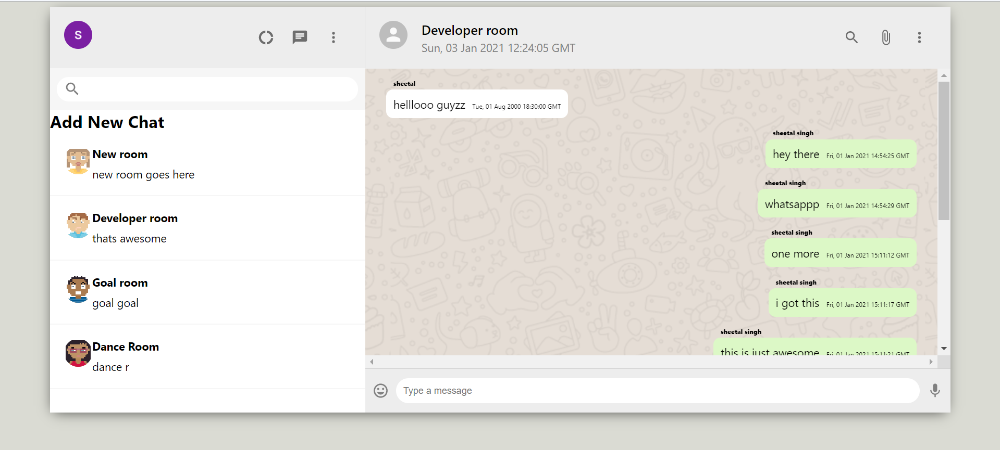 S
Developer room
Sun, 03 Jan 2021 12:24:05 GMT
Add New Chat
New room
new room goes here
Developer room
thats awesome
Goal room
goal goal
Dance Room
dance r
sheetal
helllooo guyzz Tue, 01 Aug 2000 18:30:00 GMT
sheetal singh
hey there Fri, 01 Jan 2021 14:54:25 GMT
sheetal singh
whatsappp Fri, 01 Jan 2021 14:54:29 GMT
sheetal singh
one more Fri, 01 Jan 2021 15:11:12 GMT
sheetal singh
i got this Fri, 01 Jan 2021 15:11:17 GMT
sheetal singh
this is just awesome Fri, 01 Jan 2021 15:11:21 GMT
Type a message